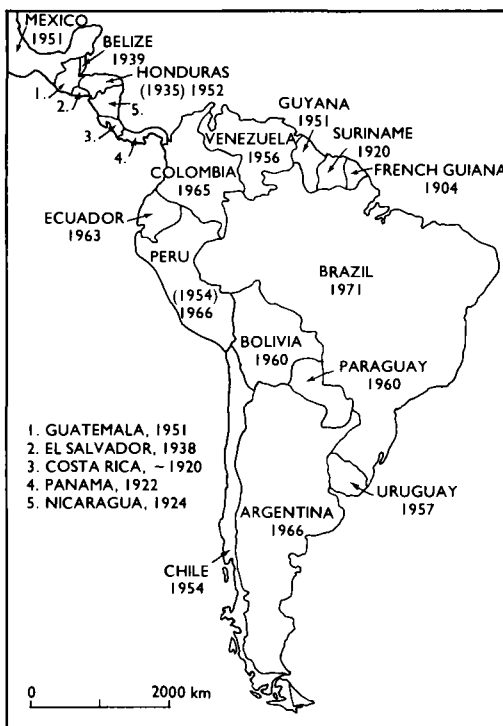 MEXICO
1951
BELIZE
1939
HONDURAS
(1935) 1952
1.
2.
5.
3.
4.
GUYANA
1951
SURINAME
1920
VENEZUELA
1956
FRENCH GUIANA
1904
COLOMBIA
1965
ECUADOR
1963
PERU
(1954)
1966
BRAZIL
1971
BOLIVIA
1960
PARAGUAY
1960
1. GUATEMALA, 1951
2. EL SALVADOR, 1938
3. COSTA RICA, ~1920
4. PANAMA, 1922
5. NICARAGUA, 1924
URUGUAY
1957
ARGENTINA
1966
CHILE
1954
0 2000 km